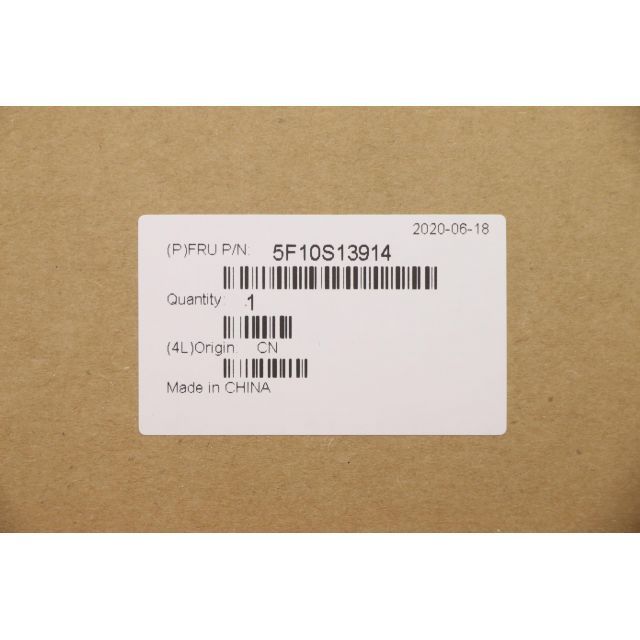 2020-06-18
(P)FRU P/N: 5F10S13914
Quantity: 1
(4L)Origin CN
Made in CHINA